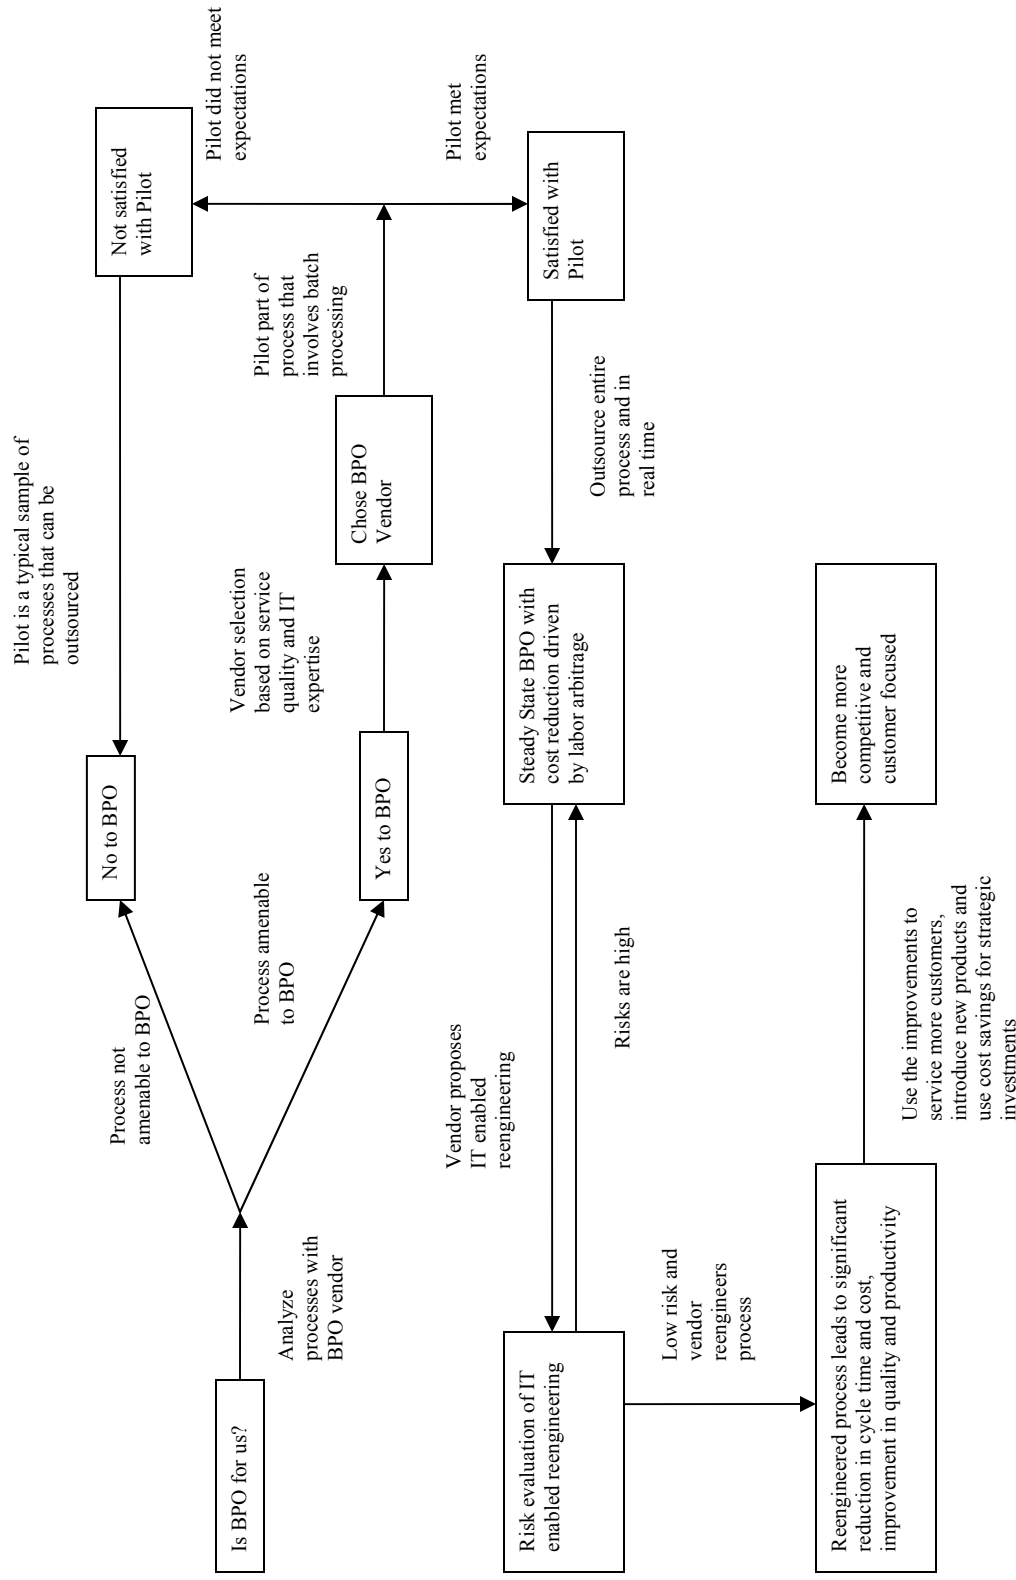 Is BPO for us?
Analyze
processes with
BPO vendor
Process not
amenable to BPO
Process amenable
to BPO
No to BPO
Yes to BPO
Pilot is a typical sample of
processes that can be
outsourced
Vendor selection
based on service
quality and IT
expertise
Chose BPO
Vendor
Pilot part of
process that
involves batch
processing
Not satisfied
with Pilot
Pilot did not meet
expectations
Pilot met
expectations
Satisfied with
Pilot
Outsource entire
process and in
real time
Steady State BPO with
cost reduction driven
by labor arbitrage
Vendor proposes
IT enabled
reengineering
Risks are high
Risk evaluation of IT
enabled reengineering
Low risk and
vendor
reengineers
process
Reengineered process leads to significant
reduction in cycle time and cost,
improvement in quality and productivity
Use the improvements to
service more customers,
introduce new products and
use cost savings for strategic
investments
Become more
competitive and
customer focused